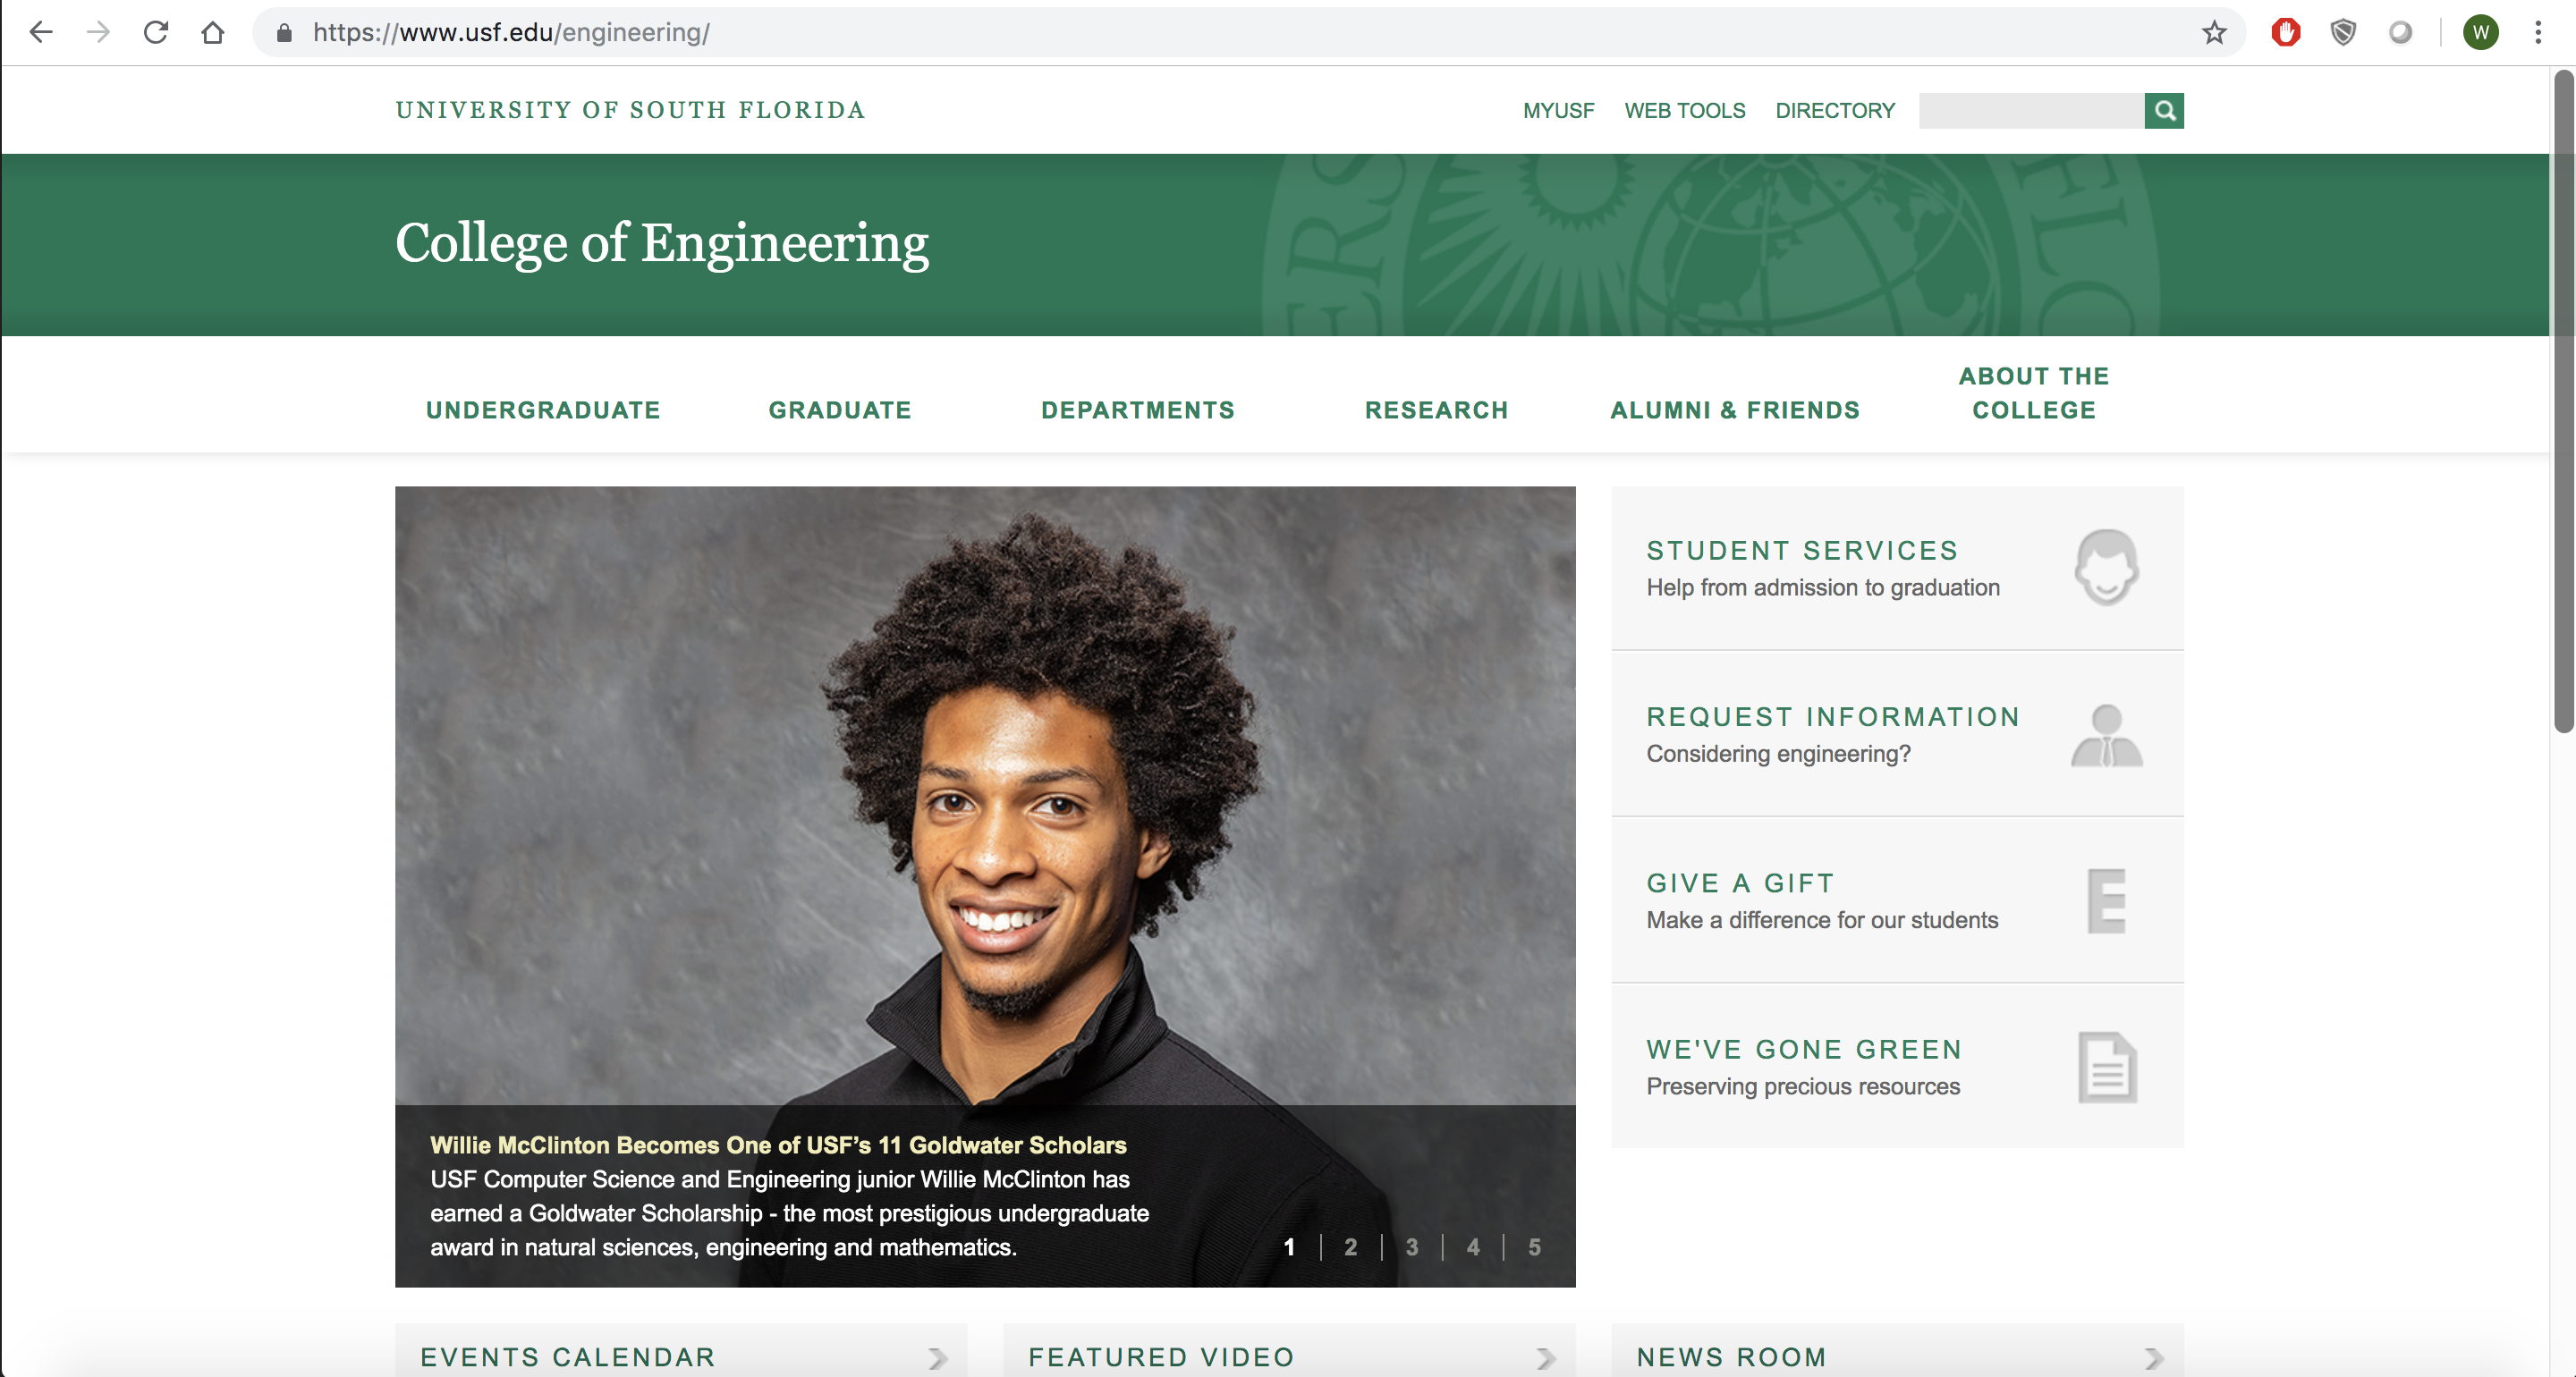 https://www.usf.edu/engineering/
W
UNIVERSITY OF SOUTH FLORIDA
MYUSF WEB TOOLS DIRECTORY
College of Engineering
ERS
FLO
UNDERGRADUATE GRADUATE DEPARTMENTS RESEARCH ALUMNI & FRIENDS ABOUT THE
COLLEGE
STUDENT SERVICES
Help from admission to graduation
REQUEST INFORMATION
Considering engineering?
GIVE A GIFT
Make a difference for our students
E
WE'VE GONE GREEN
Preserving precious resources
Willie McClinton Becomes One of USF’s 11 Goldwater Scholars
USF Computer Science and Engineering junior Willie McClinton has
earned a Goldwater Scholarship - the most prestigious undergraduate
award in natural sciences, engineering and mathematics.
1 2 3 4 5
EVENTS CALENDAR
FEATURED VIDEO
NEWS ROOM